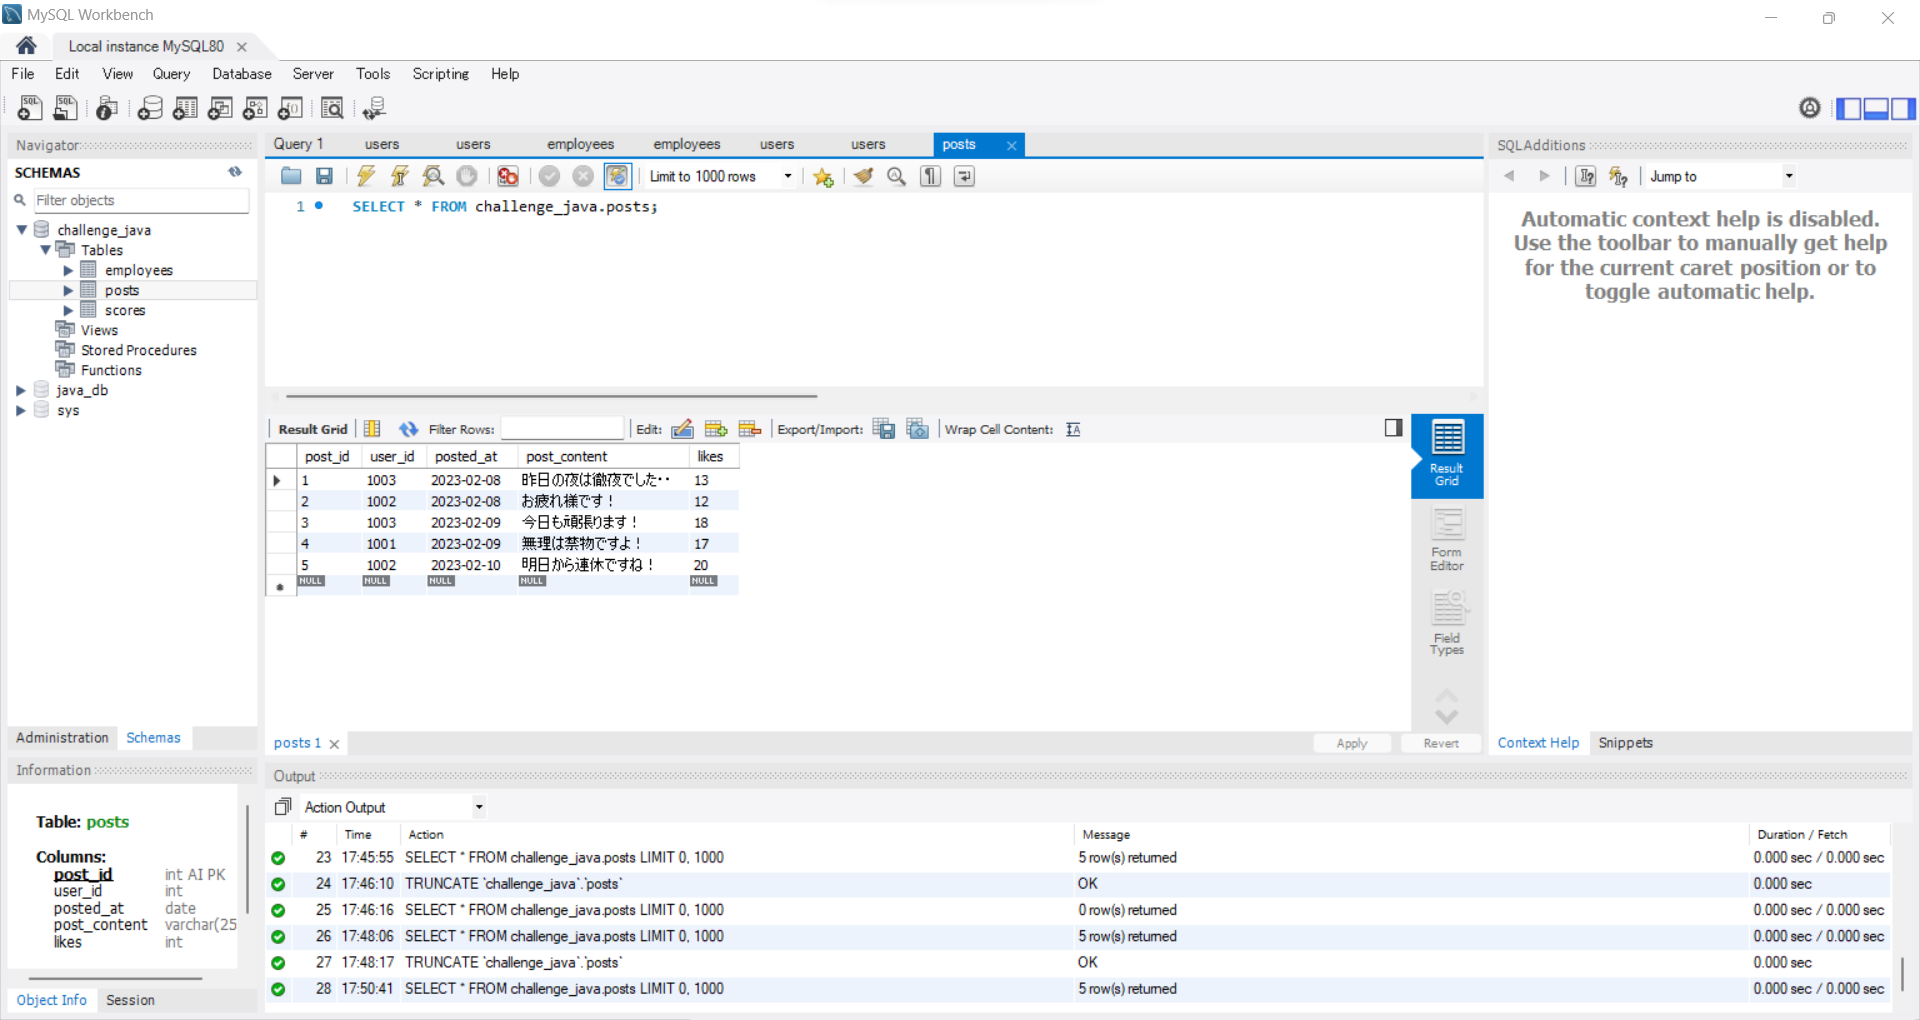 MySQL Workbench
Local instance MySQL80
File Edit View Query Database Server Tools Scripting Help
Navigator
SCHEMAS
Filter objects
challenge_java
Tables
employees
posts
scores
Views
Stored Procedures
Functions
java_db
sys
Administration Schemas
Information
Table: posts
Columns:
post_id int AI PK
user_id int
posted_at date
post_content varchar(25
likes int
Object Info Session
Query 1 users users employees employees users users posts
Limit to 1000 rows
1 SELECT * FROM challenge_java.posts;
Result Grid Filter Rows: Edit: Export/Import: Wrap Cell Content:
post_id user_id posted_at post_content likes
1 1003 2023-02-08 昨日の夜は徹夜でした・・ 13
2 1002 2023-02-08 お疲れ様です！ 12
3 1003 2023-02-09 今日も頑張ります！ 18
4 1001 2023-02-09 無理は禁物ですよ！ 17
5 1002 2023-02-10 明日から連休ですね！ 20
NULL NULL NULL NULL NULL
Result
Grid
Form
Editor
Field
Types
posts 1 Apply Revert
SQLAdditions
Jump to
Automatic context help is disabled.
Use the toolbar to manually get help
for the current caret position or to
toggle automatic help.
Context Help Snippets
Output
Action Output
# Time Action Message Duration / Fetch
23 17:45:55 SELECT * FROM challenge_java.posts LIMIT 0, 1000 5 row(s) returned 0.000 sec / 0.000 sec
24 17:46:10 TRUNCATE `challenge_java`.`posts` OK 0.000 sec
25 17:46:16 SELECT * FROM challenge_java.posts LIMIT 0, 1000 0 row(s) returned 0.000 sec / 0.000 sec
26 17:48:06 SELECT * FROM challenge_java.posts LIMIT 0, 1000 5 row(s) returned 0.000 sec / 0.000 sec
27 17:48:17 TRUNCATE `challenge_java`.`posts` OK 0.000 sec
28 17:50:41 SELECT * FROM challenge_java.posts LIMIT 0, 1000 5 row(s) returned 0.000 sec / 0.000 sec